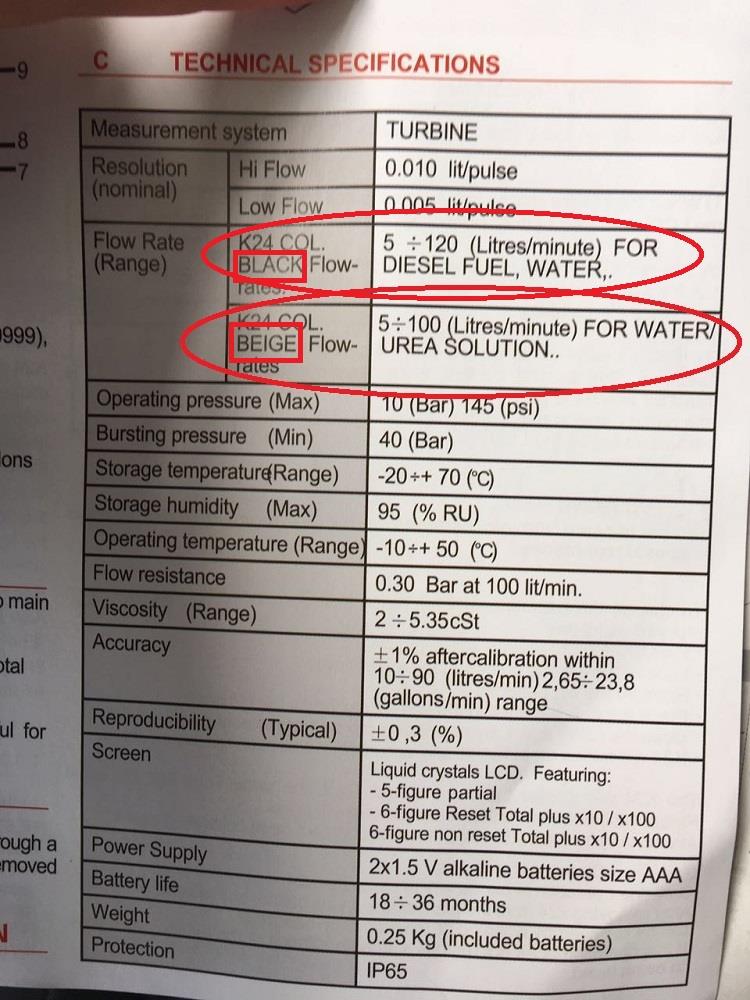 9
8
7
9999),
ons
main
otal
ul for
ough a
emoved
N
C TECHNICAL SPECIFICATIONS
Measurement system TURBINE
Resolution (nominal) Hi Flow 0.010 lit/pulse
Low Flow 0.005 lit/pulse
Flow Rate (Range) K24 COL. BLACK Flow-rates. 5 ÷120 (Litres/minute) FOR
DIESEL FUEL, WATER,.
K24 COL. BEIGE Flow-rates 5÷100 (Litres/minute) FOR WATER/
UREA SOLUTION..
Operating pressure (Max) 10 (Bar) 145 (psi)
Bursting pressure (Min) 40 (Bar)
Storage temperature(Range) -20÷+ 70 (°C)
Storage humidity (Max) 95 (% RU)
Operating temperature (Range) -10÷+ 50 (°C)
Flow resistance 0.30 Bar at 100 lit/min.
Viscosity (Range) 2 ÷5.35cSt
Accuracy ±1% aftercalibration within
10÷90 (litres/min) 2,65÷23,8
(gallons/min) range
Reproducibility (Typical) ±0,3 (%)
Screen Liquid crystals LCD. Featuring:
- 5-figure partial
- 6-figure Reset Total plus x10 / x100
6-figure non reset Total plus x10 / x100
Power Supply 2x1.5 V alkaline batteries size AAA
Battery life 18÷36 months
Weight 0.25 Kg (included batteries)
Protection IP65